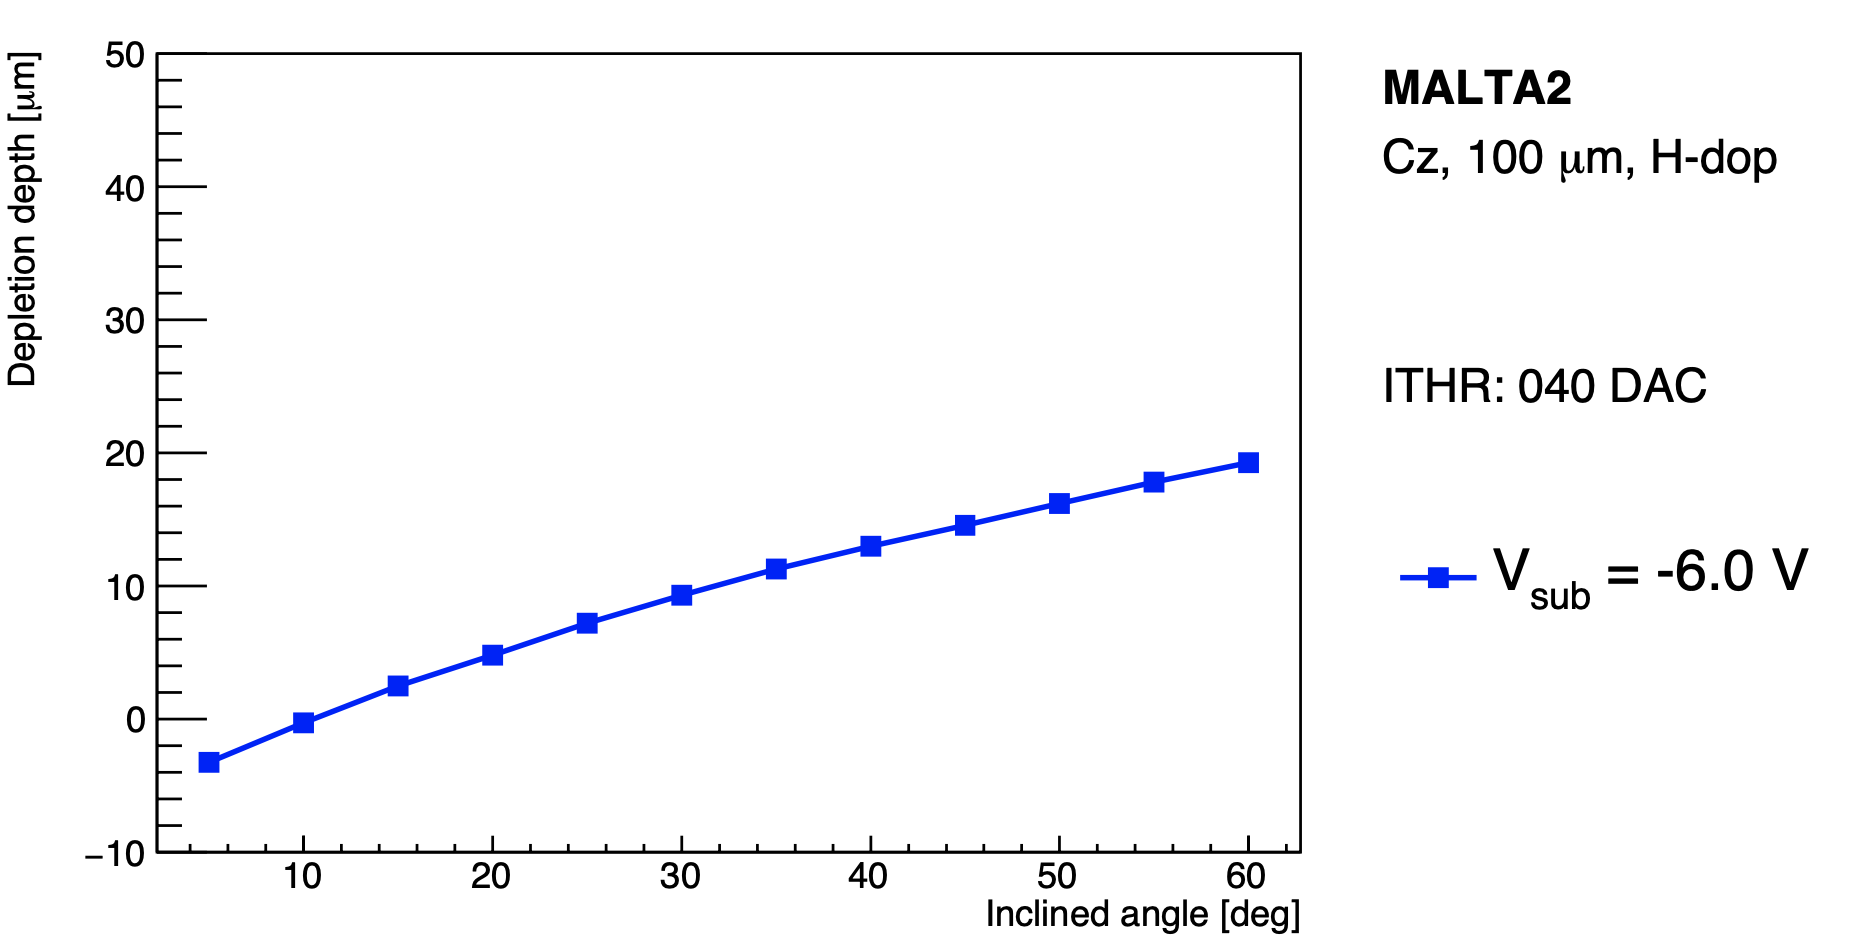 Depletion depth [μm]
50
40
30
20
10
0
−10
10 20 30 40 50 60
Inclined angle [deg]
MALTA2
Cz, 100 μm, H-dop
ITHR: 040 DAC
Vsub = -6.0 V